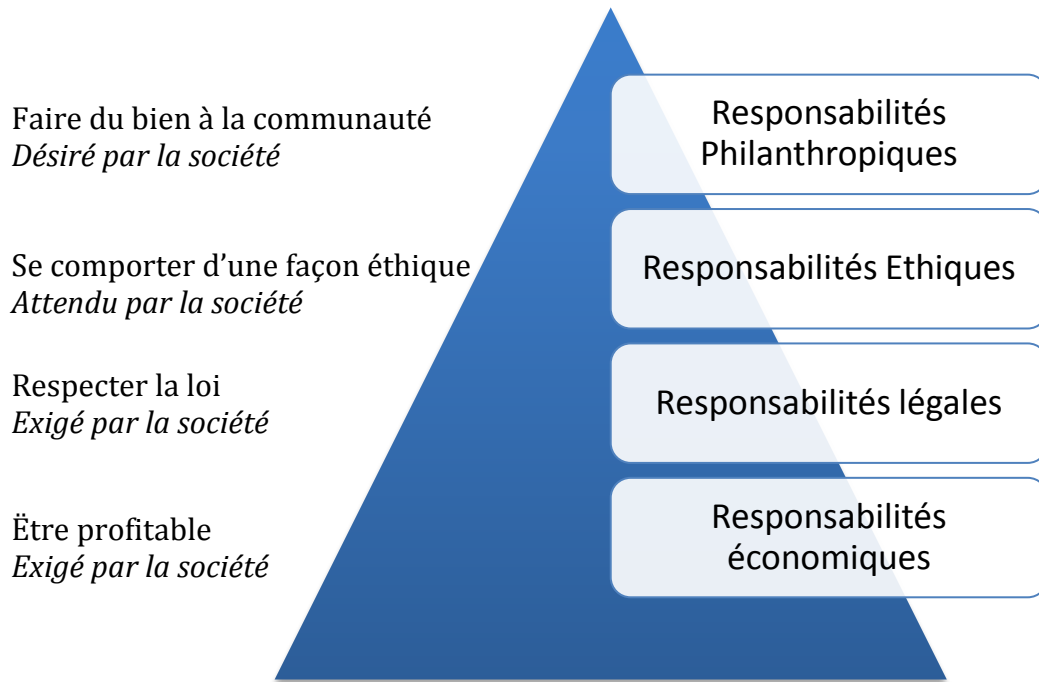 Faire du bien à la communauté
Désiré par la société
Responsabilités
Philanthropiques
Se comporter d’une façon éthique
Attendu par la société
Responsabilités Ethiques
Respecter la loi
Exigé par la société
Responsabilités légales
Ëtre profitable
Exigé par la société
Responsabilités
économiques